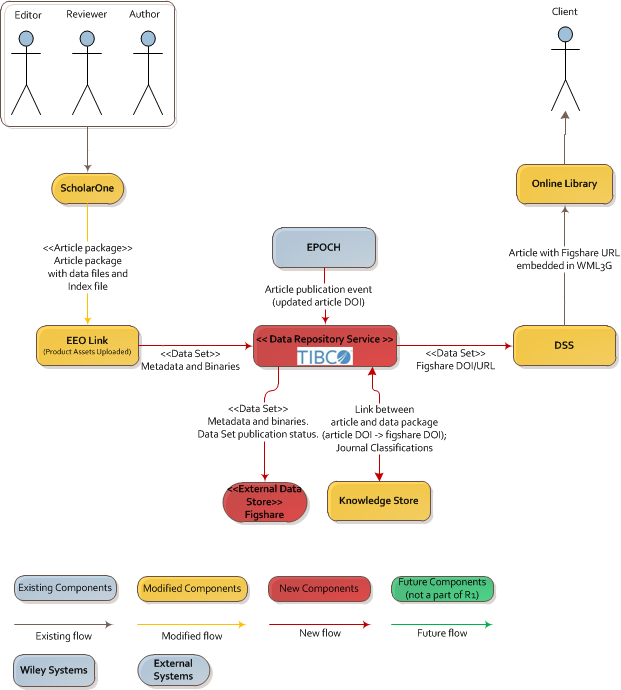 Editor
Reviewer
Author
Client
ScholarOne
Online Library
<<Article package>>
Article package
with data files and
Index file
EPOCH
Article with Figshare URL
embedded in WML3G
Article publication event
(updated article DOI)
EEO Link
(Product Assets Uploaded)
<<Data Set>>
Metadata and Binaries
<< Data Repository Service >>
TIBCO
<<Data Set>>
Figshare DOI/URL
DSS
<<Data Set>>
Metadata and binaries.
Data Set publication status.
Link between
article and data package
(article DOI -> figshare DOI);
Journal Classifications
<<External Data
Store>>
Figshare
Knowledge Store
Existing Components
Modified Components
New Components
Future Components
(not a part of R1)
Existing flow
Modified flow
New flow
Future flow
Wiley Systems
External
Systems